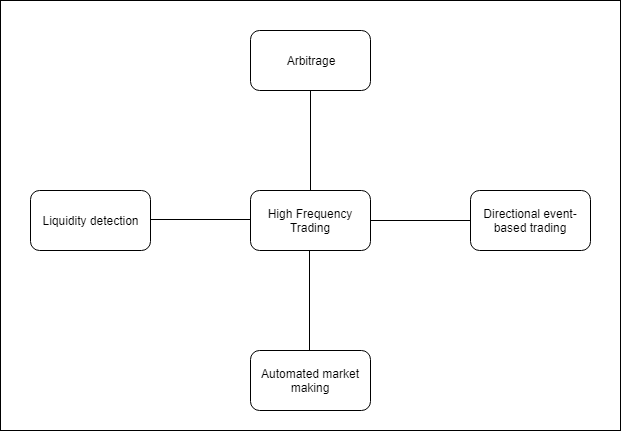 Arbitrage
Liquidity detection
High Frequency
Trading
Directional event-
based trading
Automated market
making